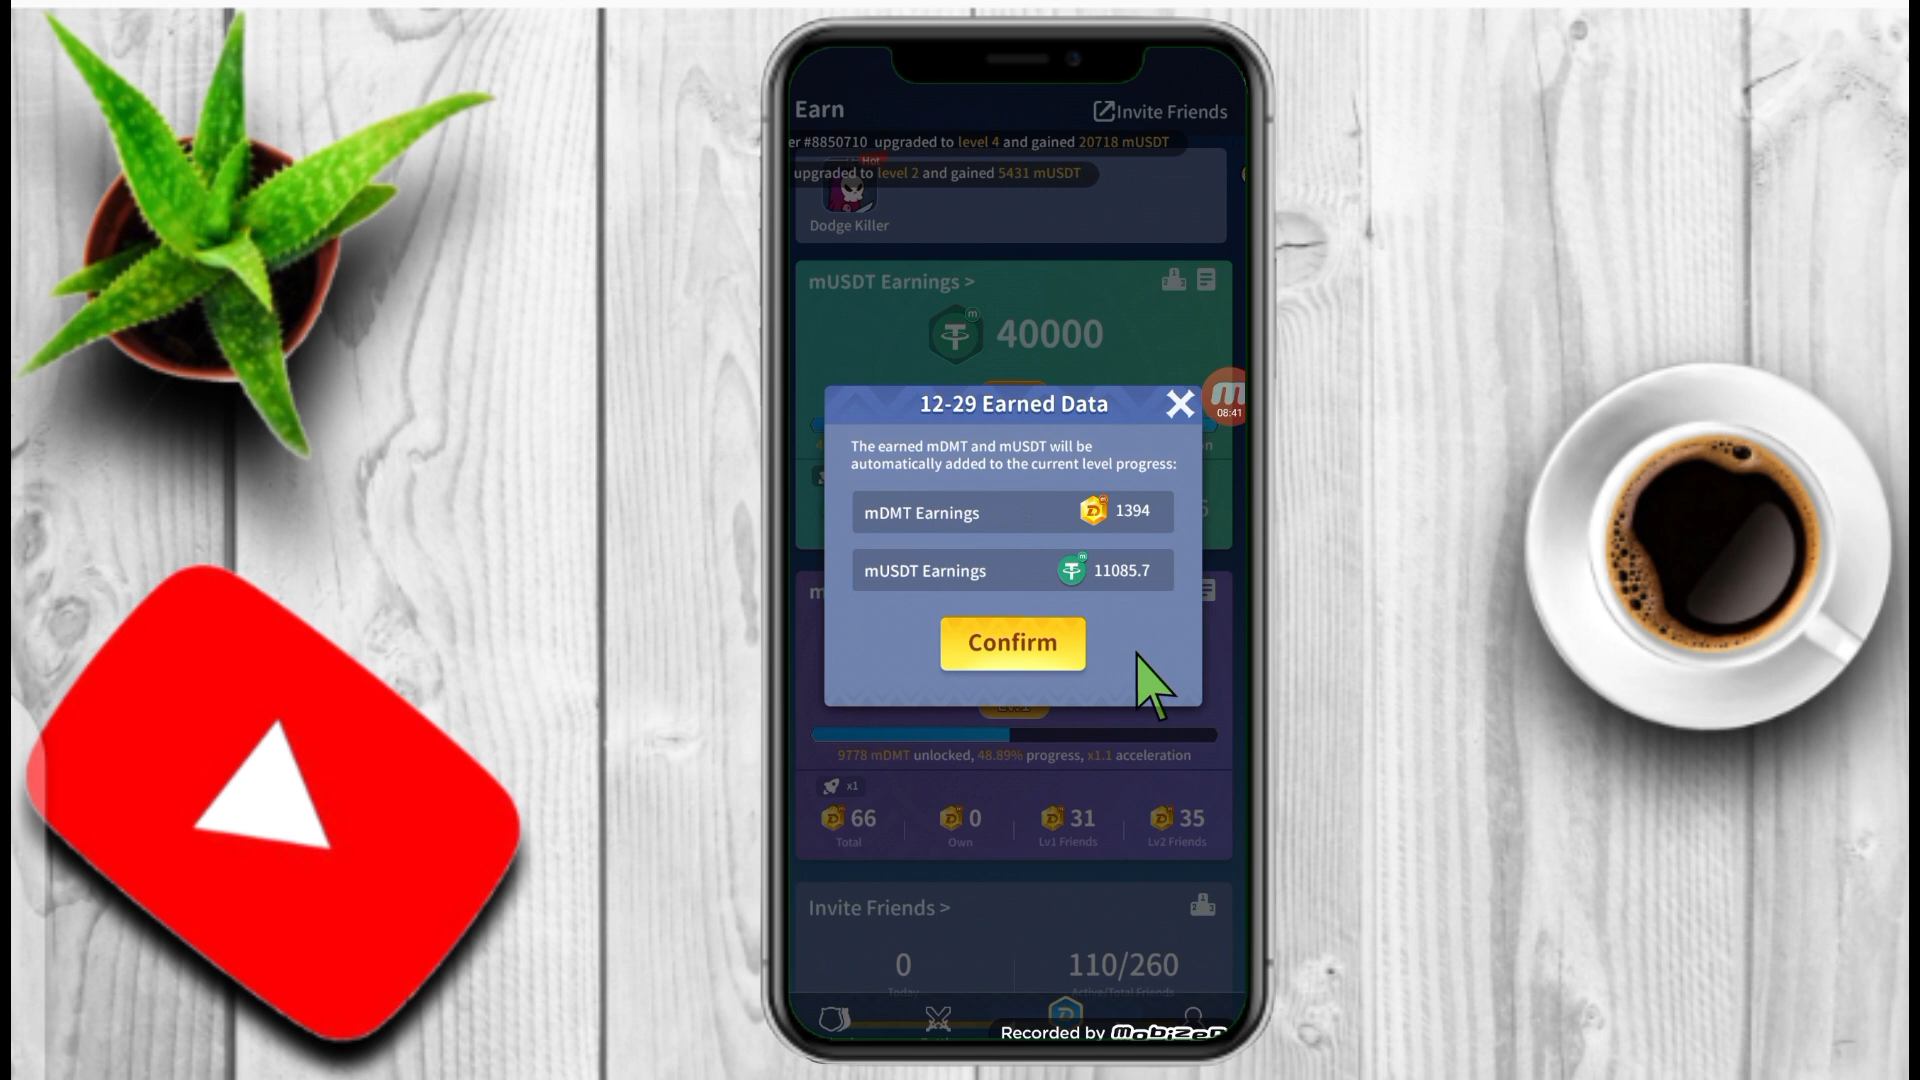 Earn
Invite Friends
er #8850710 upgraded to level 4 and gained 20718 mUSDT
Hot
upgraded to level 2 and gained 5431 mUSDT
Dodge Killer
mUSDT Earnings >
m
40000
12-29 Earned Data
m
08:41
The earned mDMT and mUSDT will be
automatically added to the current level progress:
mDMT Earnings
1394
mUSDT Earnings
11085.7
Confirm
9778 mDMT unlocked, 48.89% progress, x1.1 acceleration
x1
66
0
31
35
Total
Own
Lv1 Friends
Lv2 Friends
Invite Friends >
0
110/260
Today
Active/Total Friends
Recorded by mobizen